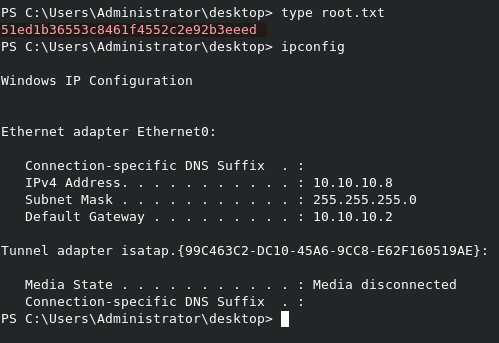 PS C:\Users\Administrator\desktop> type root.txt
51ed1b36553c8461f4552c2e92b3eeed
PS C:\Users\Administrator\desktop> ipconfig
Windows IP Configuration
Ethernet adapter Ethernet0:
Connection-specific DNS Suffix  . :
IPv4 Address. . . . . . . . . . . : 10.10.10.8
Subnet Mask . . . . . . . . . . . : 255.255.255.0
Default Gateway . . . . . . . . . : 10.10.10.2
Tunnel adapter isatap.{99C463C2-DC10-45A6-9CC8-E62F160519AE}:
Media State . . . . . . . . . . . : Media disconnected
Connection-specific DNS Suffix  . :
PS C:\Users\Administrator\desktop>